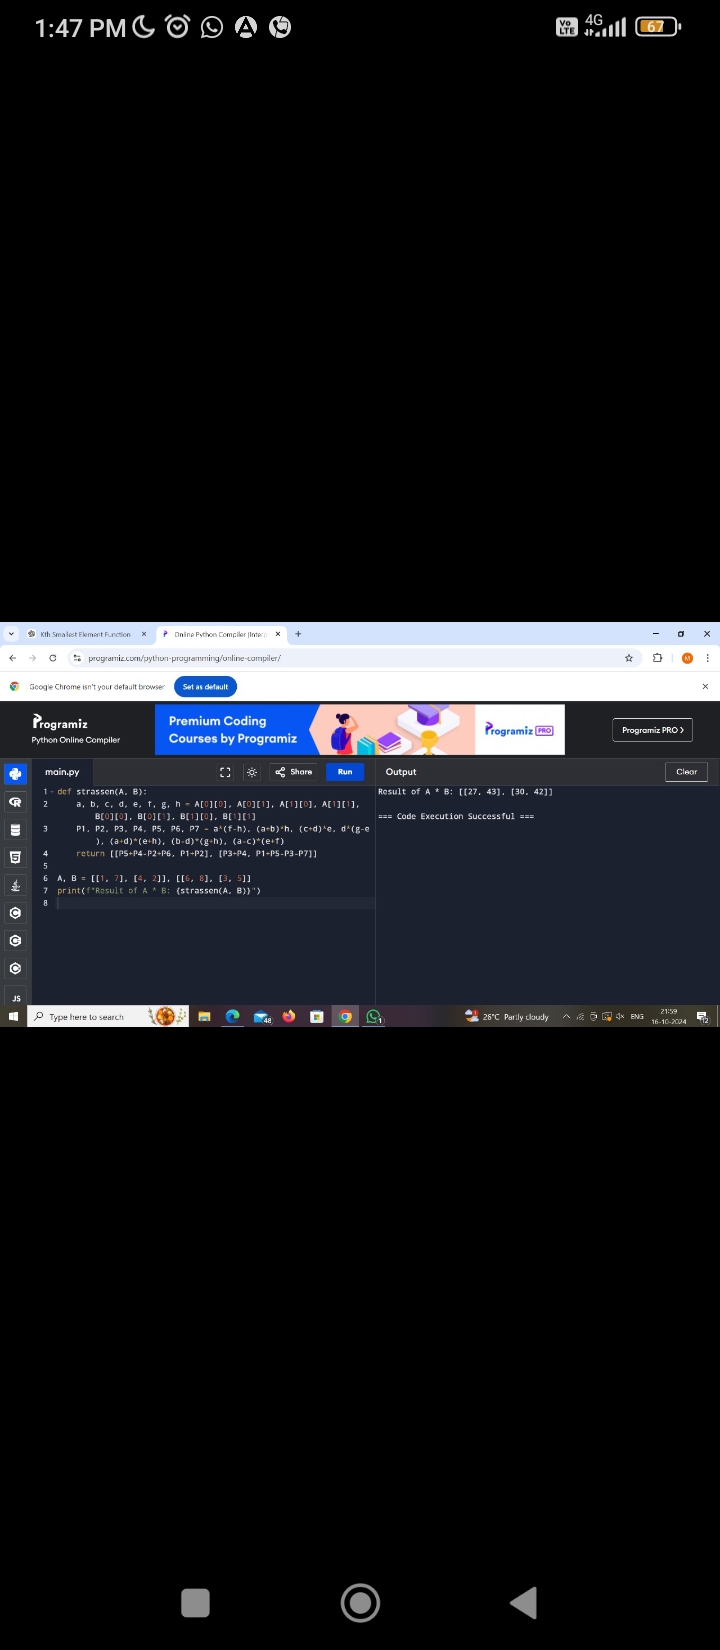 1:47 PM
Vo LTE 4G 67
Kth Smallest Element Function
Online Python Compiler (Interp
programiz.com/python-programming/online-compiler/
M
Google Chrome isn't your default browser
Set as default
Programiz
Python Online Compiler
Premium Coding
Courses by Programiz
Programiz PRO
Programiz PRO
main.py
Share
Run
Output
Clear
1 def strassen(A, B):
2 a, b, c, d, e, f, g, h = A[0][0], A[0][1], A[1][0], A[1][1],
B[0][0], B[0][1], B[1][0], B[1][1]
3 P1, P2, P3, P4, P5, P6, P7 = a*(f-h), (a+b)*h, (c+d)*e, d*(g-e
), (a+d)*(e+h), (b-d)*(g+h), (a-c)*(e+f)
4 return [[P5+P4-P2+P6, P1+P2], [P3+P4, P1+P5-P3-P7]]
5
6 A, B = [[1, 7], [4, 2]], [[6, 8], [3, 5]]
7 print(f"Result of A * B: {strassen(A, B)}")
8
Result of A * B: [[27, 43], [30, 42]]
=== Code Execution Successful ===
JS
Type here to search
48
1
26°C Partly cloudy
ENG
21:59
16-10-2024
12